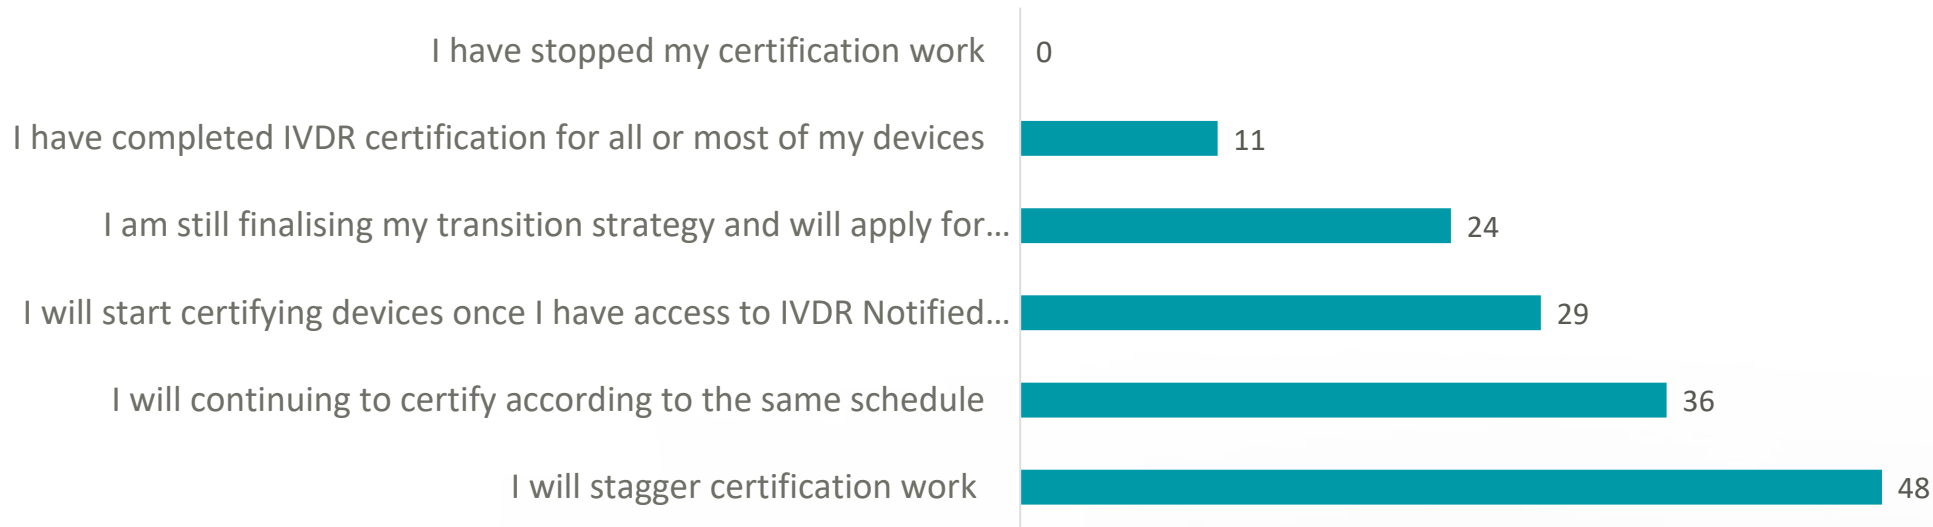 I have stopped my certification work 0
I have completed IVDR certification for all or most of my devices 11
I am still finalising my transition strategy and will apply for... 24
I will start certifying devices once I have access to IVDR Notified... 29
I will continuing to certify according to the same schedule 36
I will stagger certification work 48